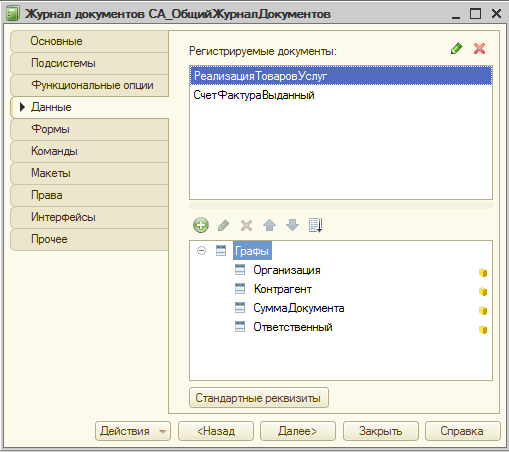 Журнал документов СА_ОбщийЖурналДокументов
Основные
Подсистемы
Функциональные опции
Данные
Формы
Команды
Макеты
Права
Интерфейсы
Прочее
Регистрируемые документы:
РеализацияТоваровУслуг
СчетФактураВыданный
Графы
Организация
Контрагент
СуммаДокумента
Ответственный
Стандартные реквизиты
Действия
<Назад
Далее>
Закрыть
Справка